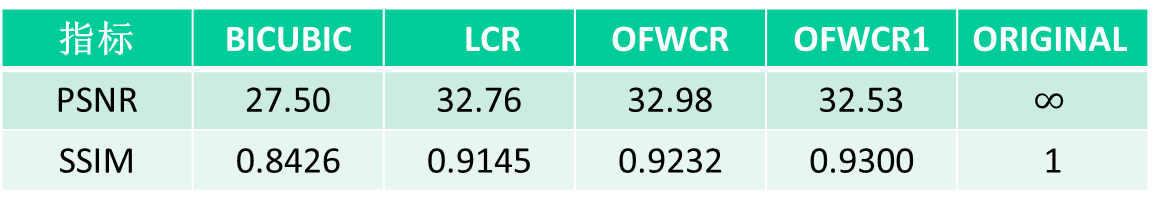 指标 BICUBIC LCR OFWCR OFWCR1 ORIGINAL
PSNR 27.50 32.76 32.98 32.53 ∞
SSIM 0.8426 0.9145 0.9232 0.9300 1